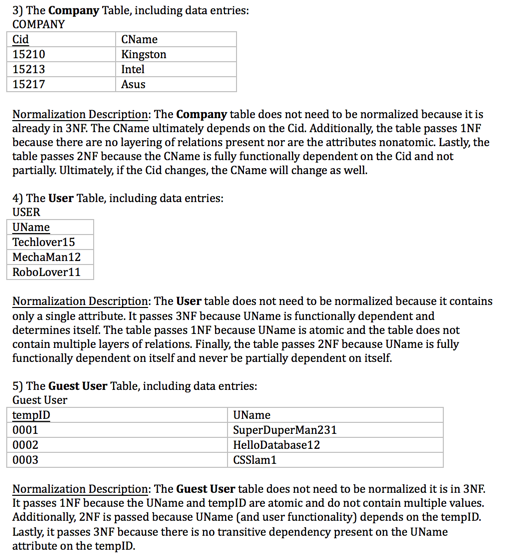 3) The Company Table, including data entries:
COMPANY
Cid CName
15210 Kingston
15213 Intel
15217 Asus
Normalization Description: The Company table does not need to be normalized because it is
already in 3NF. The CName ultimately depends on the Cid. Additionally, the table passes 1NF
because there are no layering of relations present nor are the attributes nonatomic. Lastly, the
table passes 2NF because the CName is fully functionally dependent on the Cid and not
partially. Ultimately, if the Cid changes, the CName will change as well.
4) The User Table, including data entries:
USER
UName
Techlover15
MechaMan12
RoboLover11
Normalization Description: The User table does not need to be normalized because it contains
only a single attribute. It passes 3NF because UName is functionally dependent and
determines itself. The table passes 1NF because UName is atomic and the table does not
contain multiple layers of relations. Finally, the table passes 2NF because UName is fully
functionally dependent on itself and never be partially dependent on itself.
5) The Guest User Table, including data entries:
Guest User
tempID UName
0001 SuperDuperMan231
0002 HelloDatabase12
0003 CSSlam1
Normalization Description: The Guest User table does not need to be normalized it is in 3NF.
It passes 1NF because the UName and tempID are atomic and do not contain multiple values.
Additionally, 2NF is passed because UName (and user functionality) depends on the tempID.
Lastly, it passes 3NF because there is no transitive dependency present on the UName
attribute on the tempID.